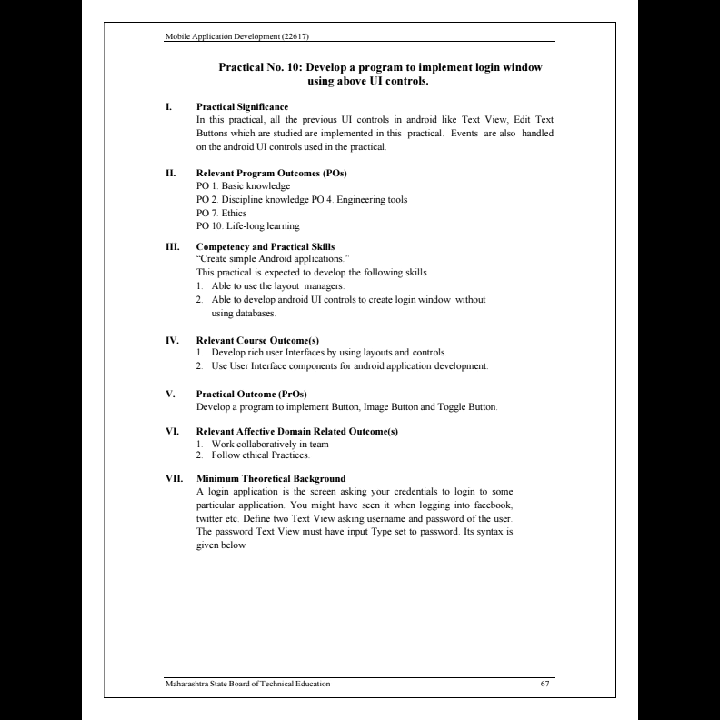 Mobile Application Development (22617)
Practical No. 10: Develop a program to implement login window
using above UI controls.
I. Practical Significance
In this practical, all the previous UI controls in android like Text View, Edit Text
Buttons which are studied are implemented in this practical. Events are also handled
on the android UI controls used in the practical.
II. Relevant Program Outcomes (POs)
PO 1. Basic knowledge
PO 2. Discipline knowledge PO 4. Engineering tools
PO 7. Ethics
PO 10. Life-long learning
III. Competency and Practical Skills
“Create simple Android applications.”
This practical is expected to develop the following skills
1. Able to use the layout managers.
2. Able to develop android UI controls to create login window without
using databases.
IV. Relevant Course Outcome(s)
1. Develop rich user Interfaces by using layouts and controls
2. Use User Interface components for android application development.
V. Practical Outcome (PrOs)
Develop a program to implement Button, Image Button and Toggle Button.
VI. Relevant Affective Domain Related Outcome(s)
1. Work collaboratively in team
2. Follow ethical Practices.
VII. Minimum Theoretical Background
A login application is the screen asking your credentials to login to some
particular application. You might have seen it when logging into facebook,
twitter etc. Define two Text View asking username and password of the user.
The password Text View must have input Type set to password. Its syntax is
given below
Maharashtra State Board of Technical Education 67